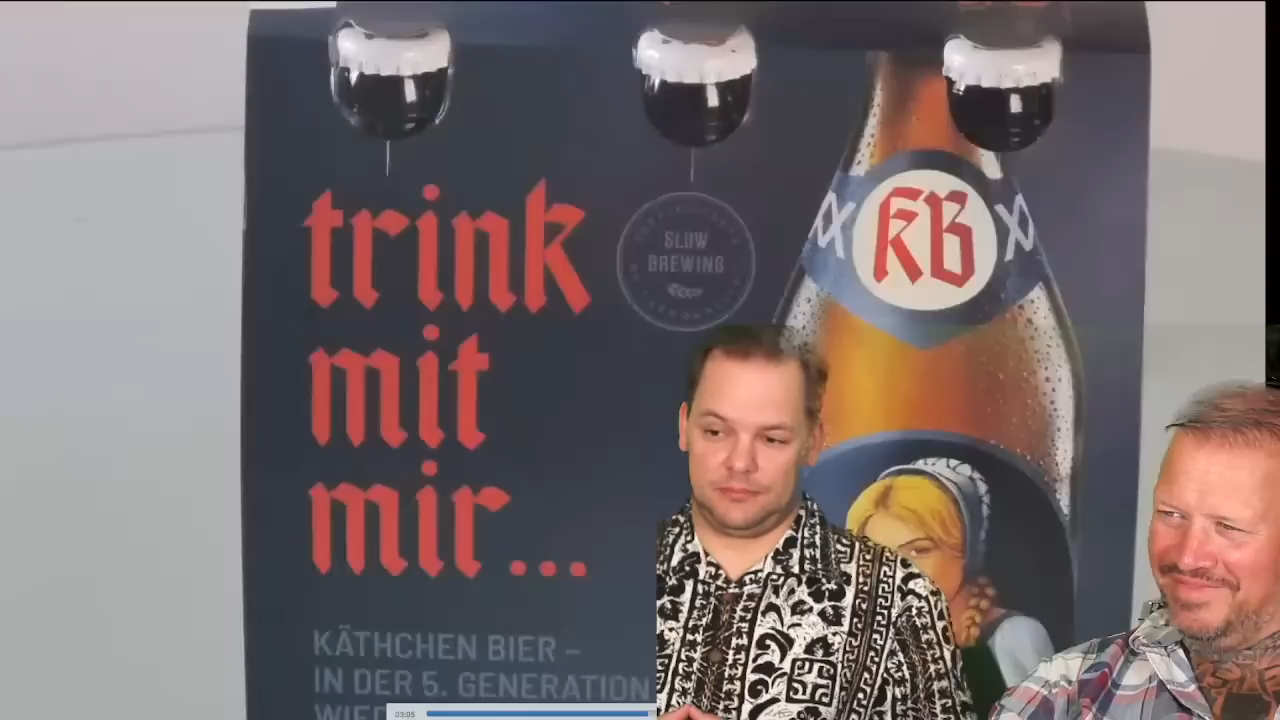 trink
mit
mir...
SLOW
BREWING
KB
KÄTHCHEN BIER –
IN DER 5. GENERATION
03:05